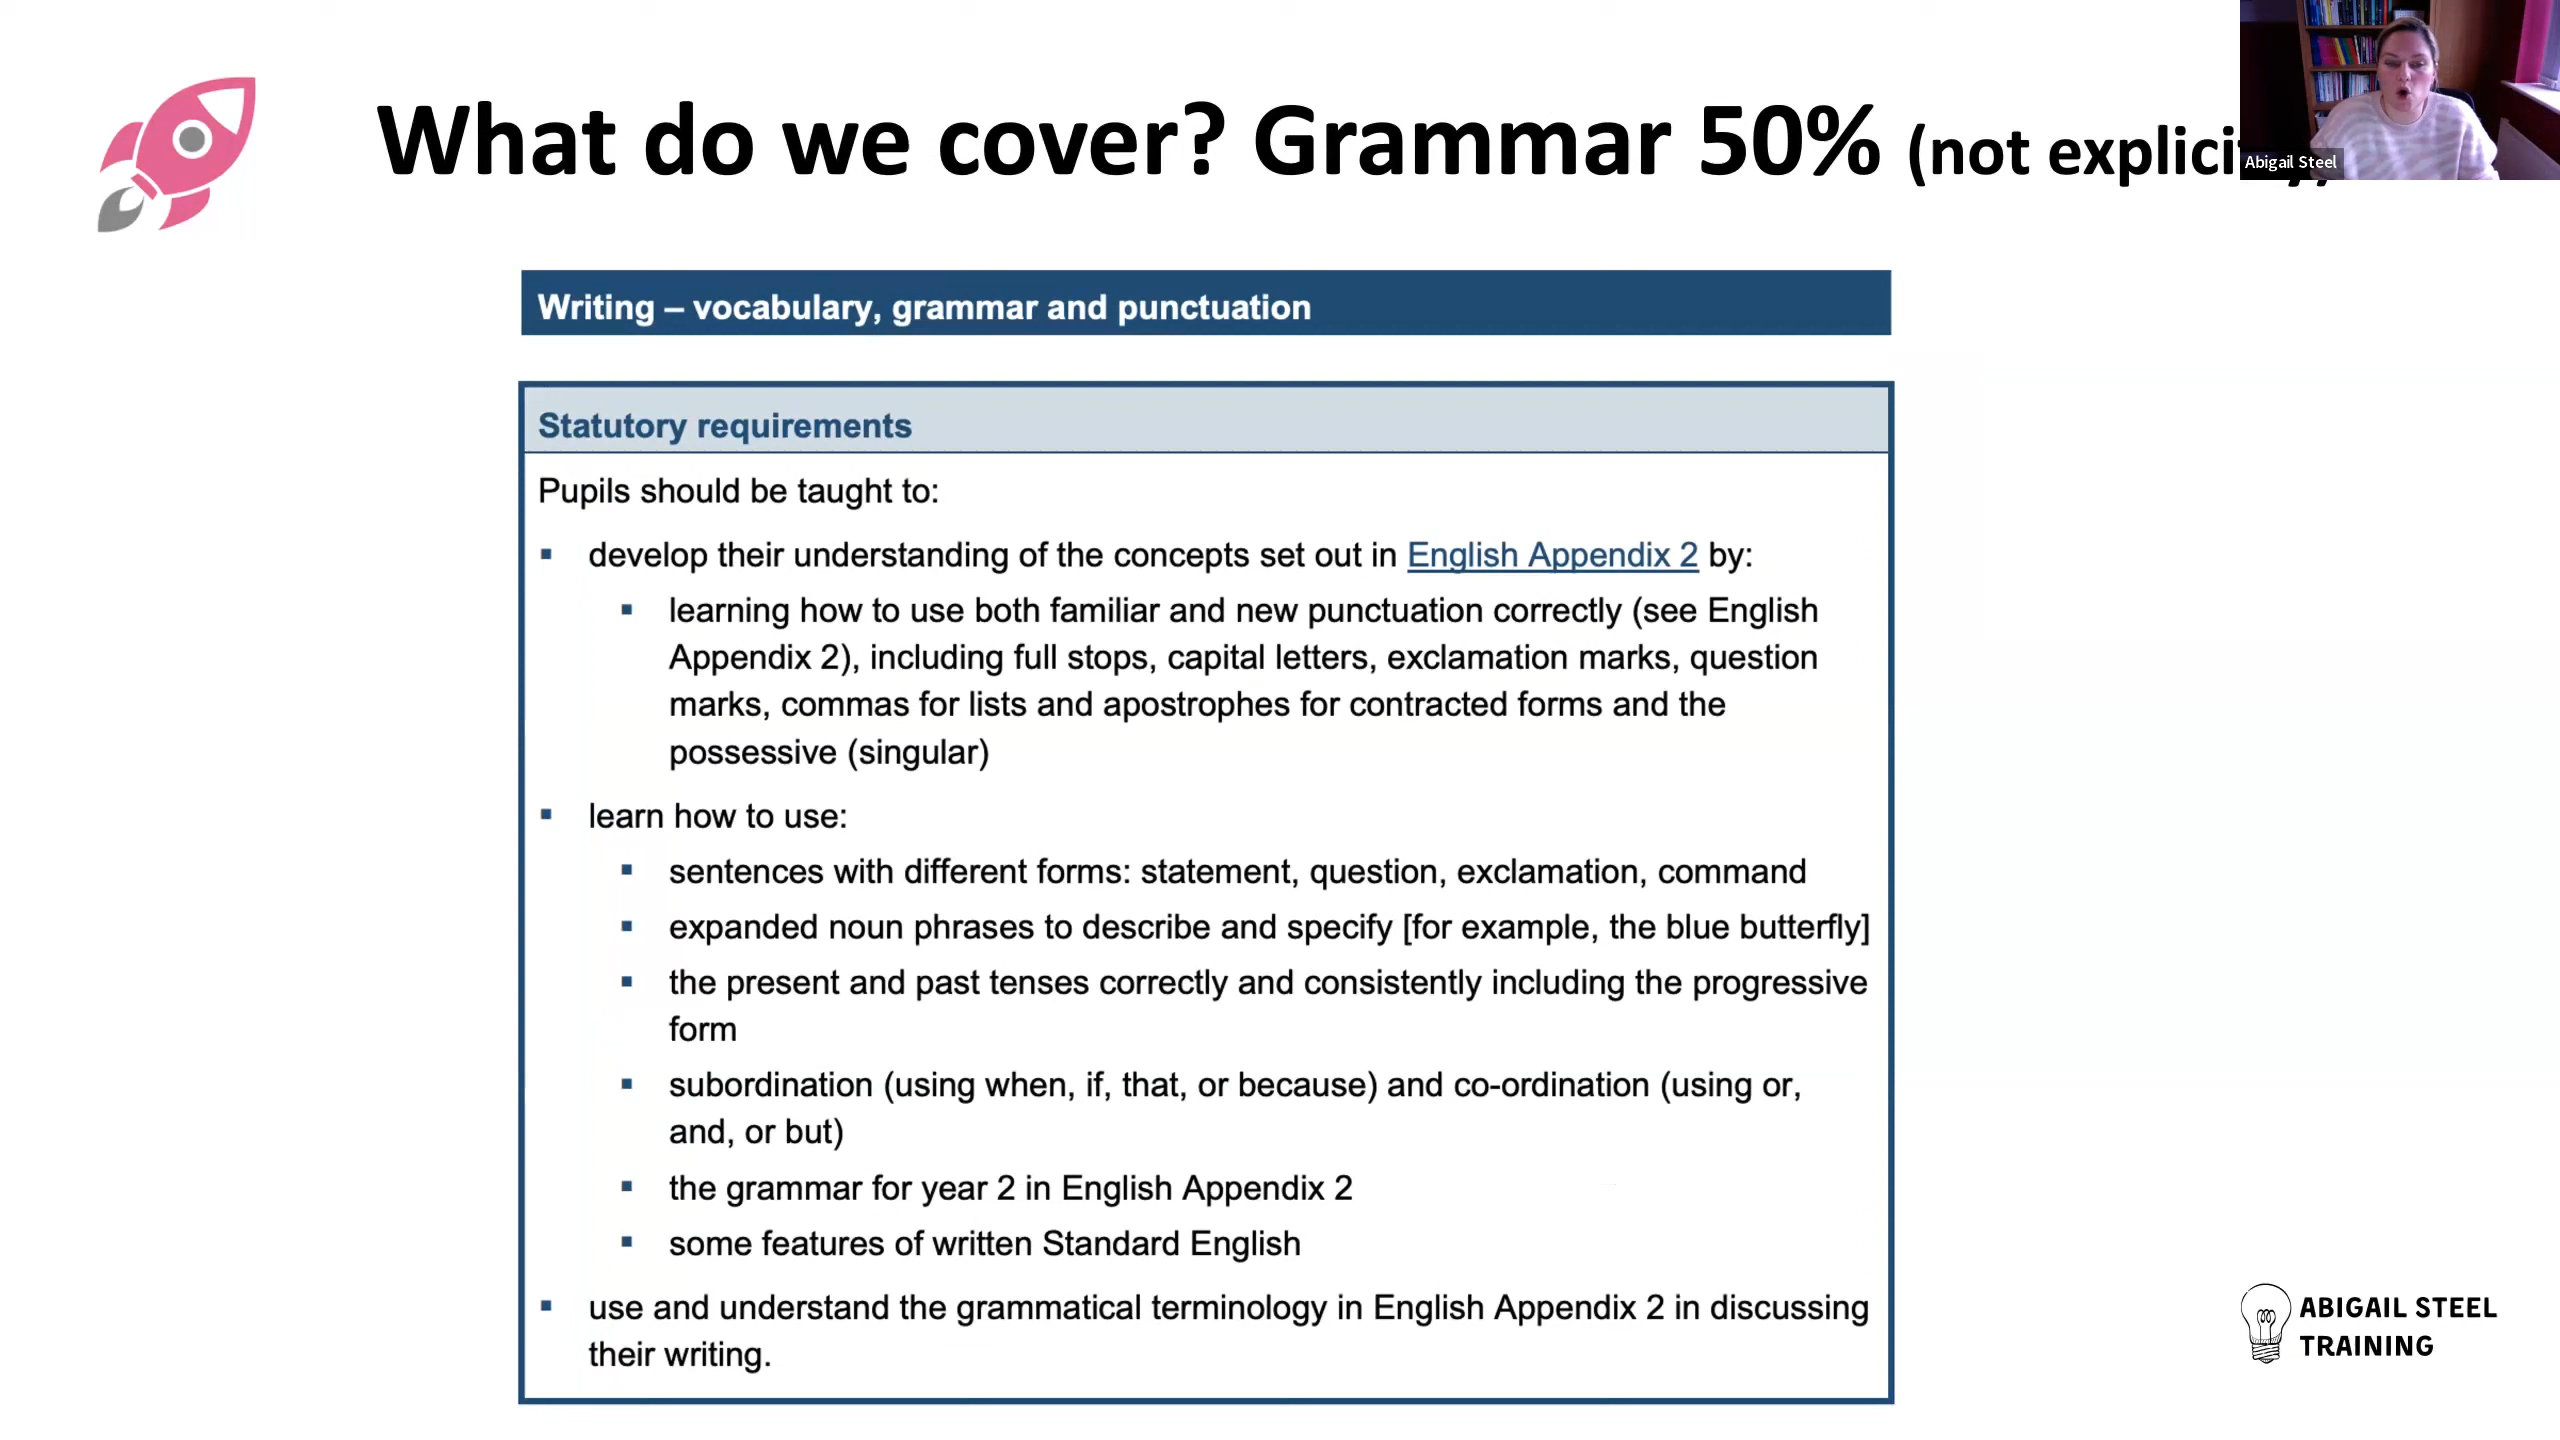 What do we cover? Grammar 50% (not
Abigail Steel
Writing – vocabulary, grammar and punctuation
Statutory requirements
Pupils should be taught to:
▪ develop their understanding of the concepts set out in English Appendix 2 by:
▪ learning how to use both familiar and new punctuation correctly (see English
Appendix 2), including full stops, capital letters, exclamation marks, question
marks, commas for lists and apostrophes for contracted forms and the
possessive (singular)
▪ learn how to use:
▪ sentences with different forms: statement, question, exclamation, command
▪ expanded noun phrases to describe and specify [for example, the blue butterfly]
▪ the present and past tenses correctly and consistently including the progressive
form
▪ subordination (using when, if, that, or because) and co-ordination (using or,
and, or but)
▪ the grammar for year 2 in English Appendix 2
▪ some features of written Standard English
▪ use and understand the grammatical terminology in English Appendix 2 in discussing
their writing.
ABIGAIL STEEL
TRAINING